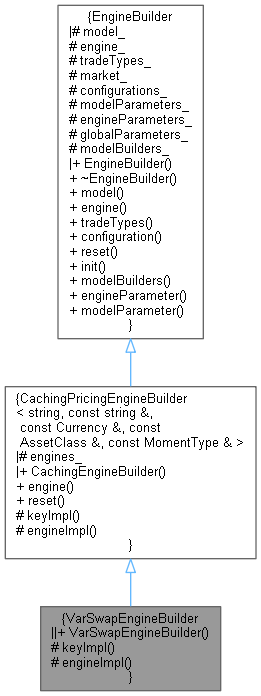 {EngineBuilder
|# model_
# engine_
# tradeTypes_
# market_
# configurations_
# modelParameters_
# engineParameters_
# globalParameters_
# modelBuilders_
|+ EngineBuilder()
+ ~EngineBuilder()
+ model()
+ engine()
+ tradeTypes()
+ configuration()
+ reset()
+ init()
+ modelBuilders()
+ engineParameter()
+ modelParameter()
}
{CachingPricingEngineBuilder
< string, const string &,
const Currency &, const
AssetClass &, const MomentType & >
|# engines_
|+ CachingEngineBuilder()
+ engine()
+ reset()
# keyImpl()
# engineImpl()
}
{VarSwapEngineBuilder
||+ VarSwapEngineBuilder()
# keyImpl()
# engineImpl()
}